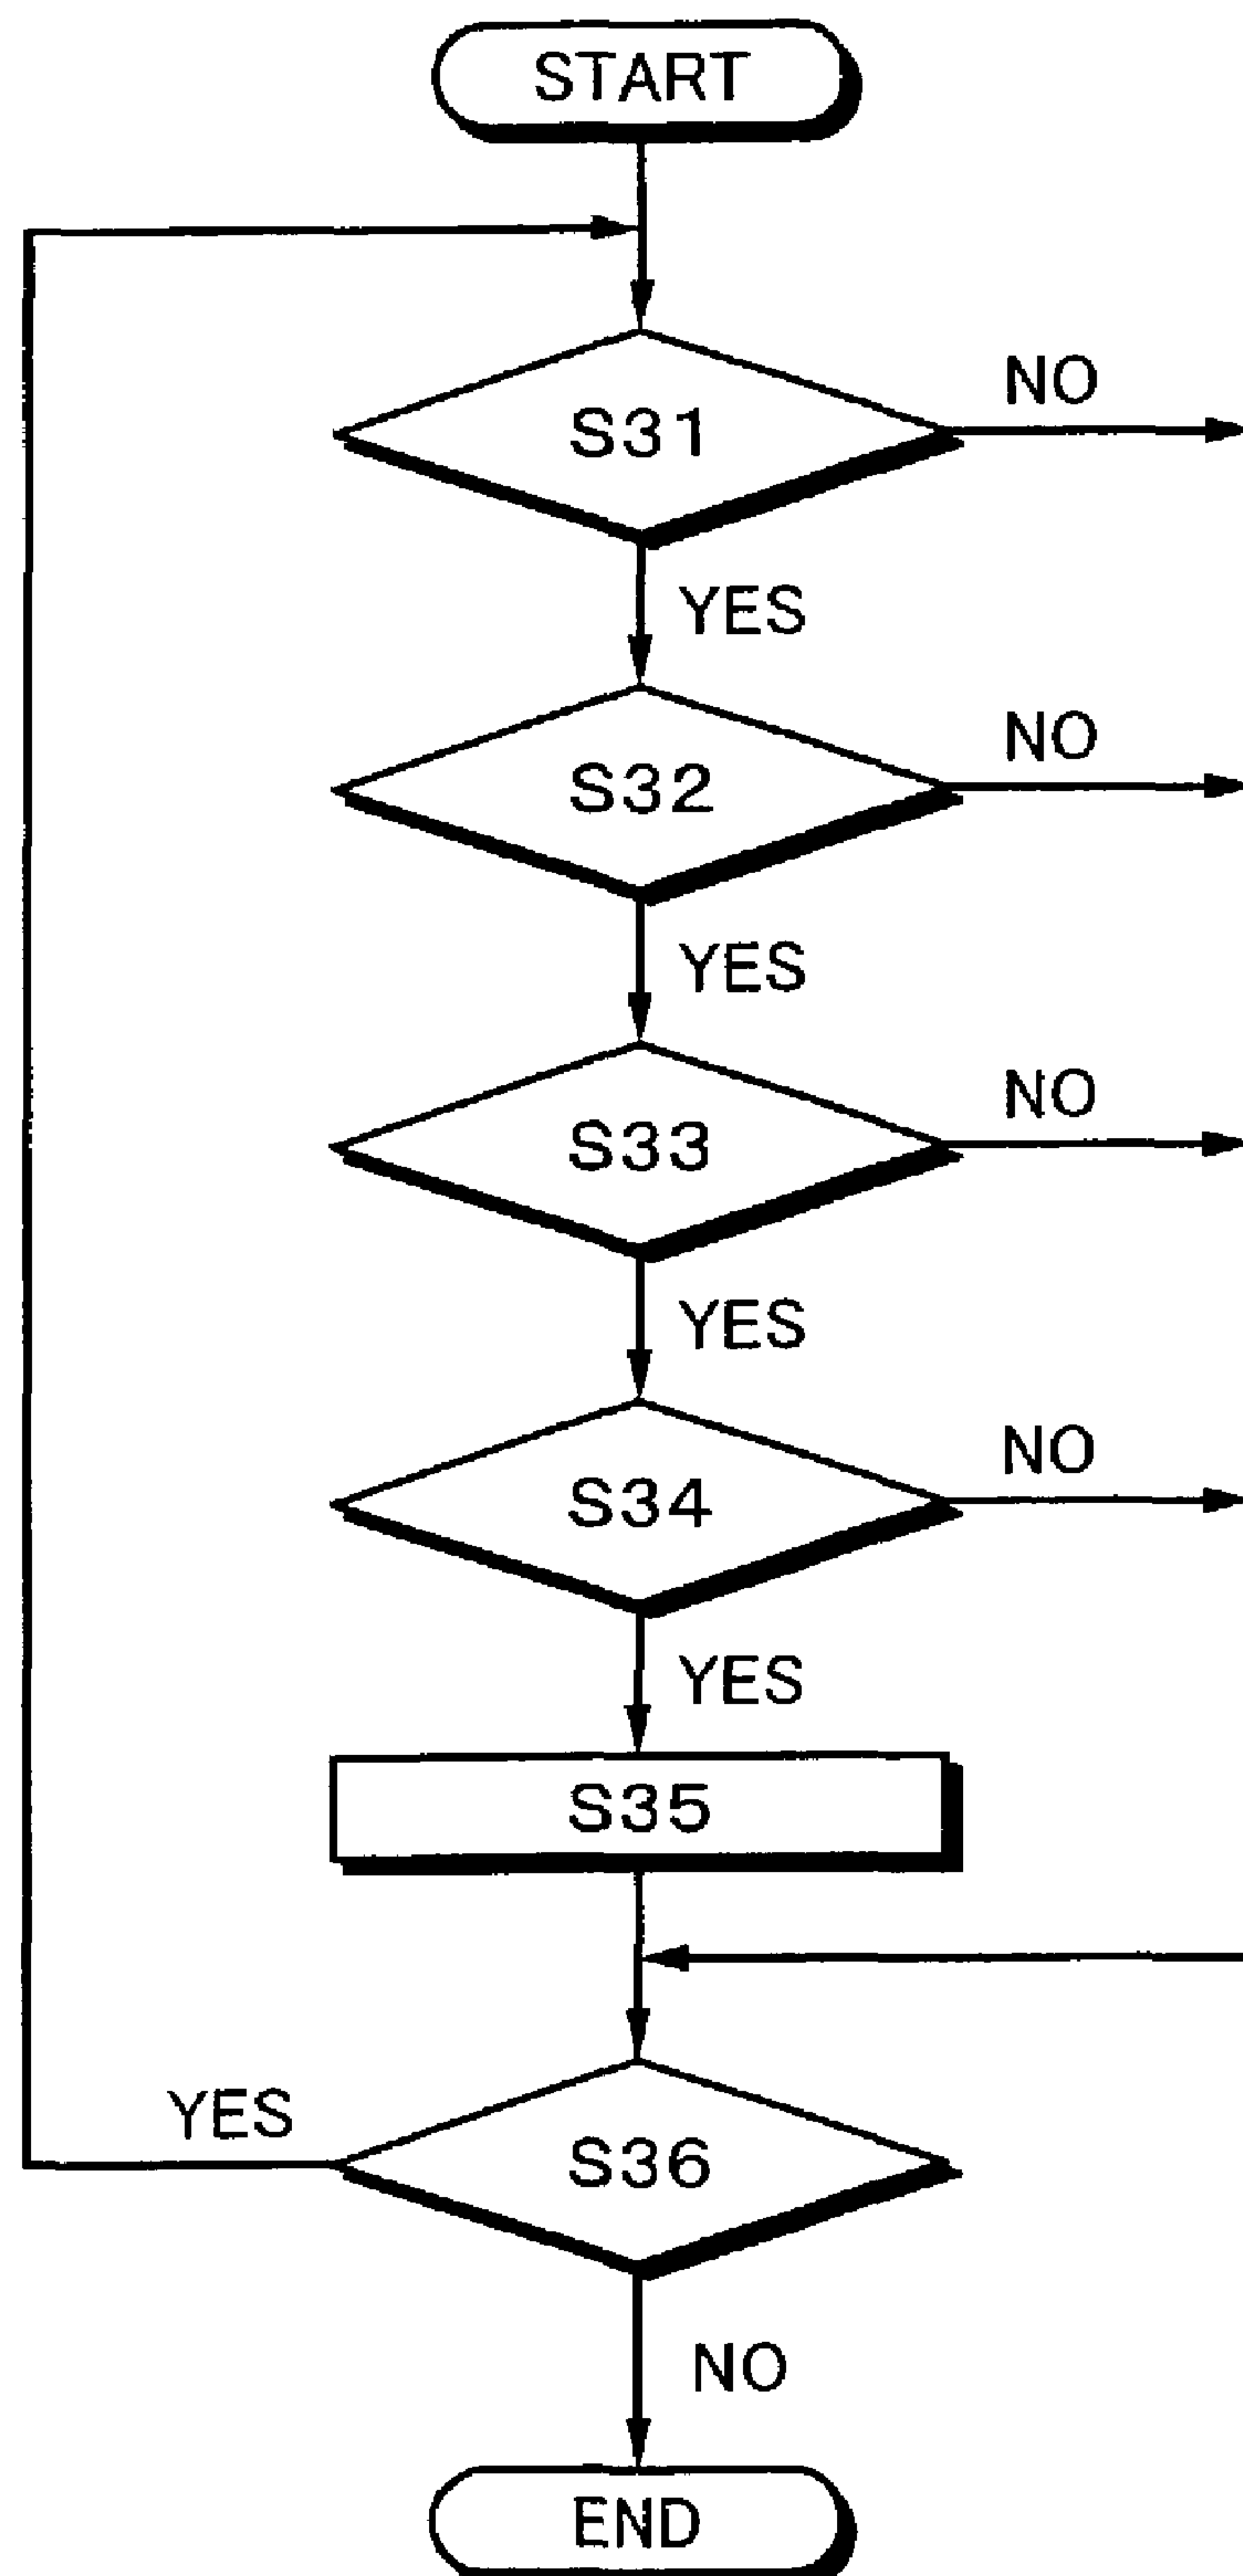 START
NO
S31
YES
NO
S32
YES
NO
S33
YES
NO
S34
YES
S35
YES
S36
NO
END